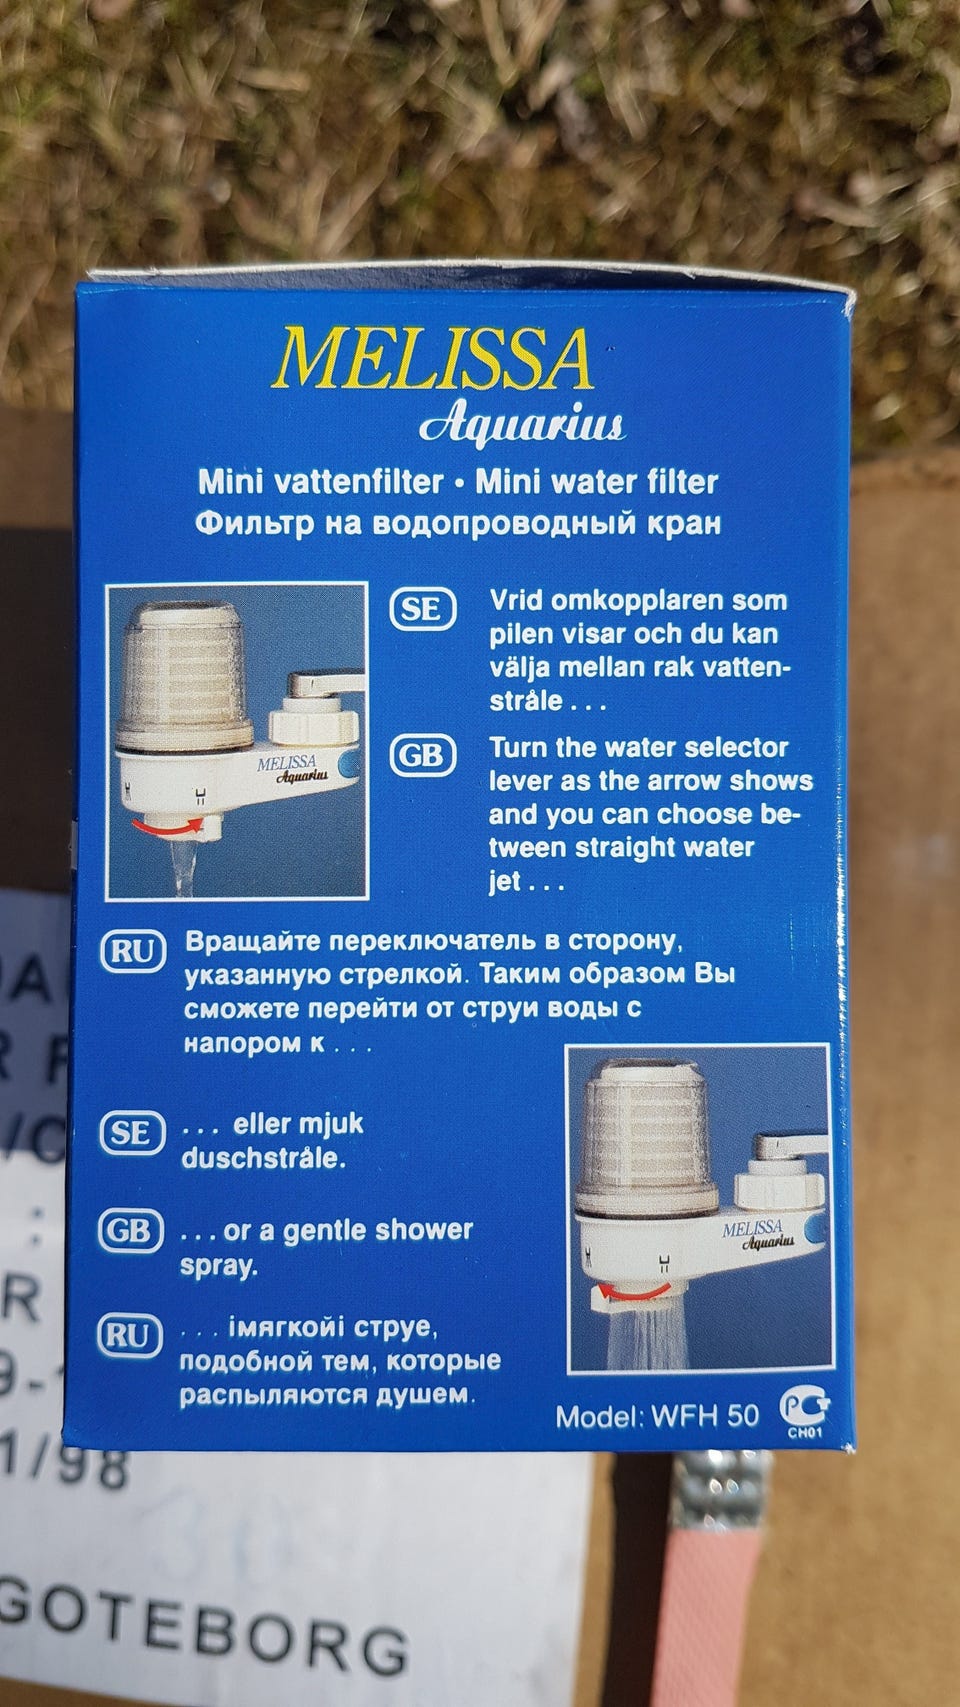 MELISSA
Aquarius
Mini vattenfilter • Mini water filter
Фильтр на водопроводный кран
SE
Vrid omkopplaren som
pilen visar och du kan
välja mellan rak vatten-
stråle . . .
GB
Turn the water selector
lever as the arrow shows
and you can choose be-
tween straight water
jet . . .
MELISSA
Aquarius
RU
Вращайте переключатель в сторону,
указанную стрелкой. Таким образом Вы
сможете перейти от струи воды с
напором к . . .
SE
. . . eller mjuk
duschstråle.
GB
. . . or a gentle shower
spray.
RU
. . . імягкойі струе,
подобной тем, которые
распыляются душем.
MELISSA
Aquarius
Model: WFH 50
РСТ
CH01
1/98
GOTEBORG